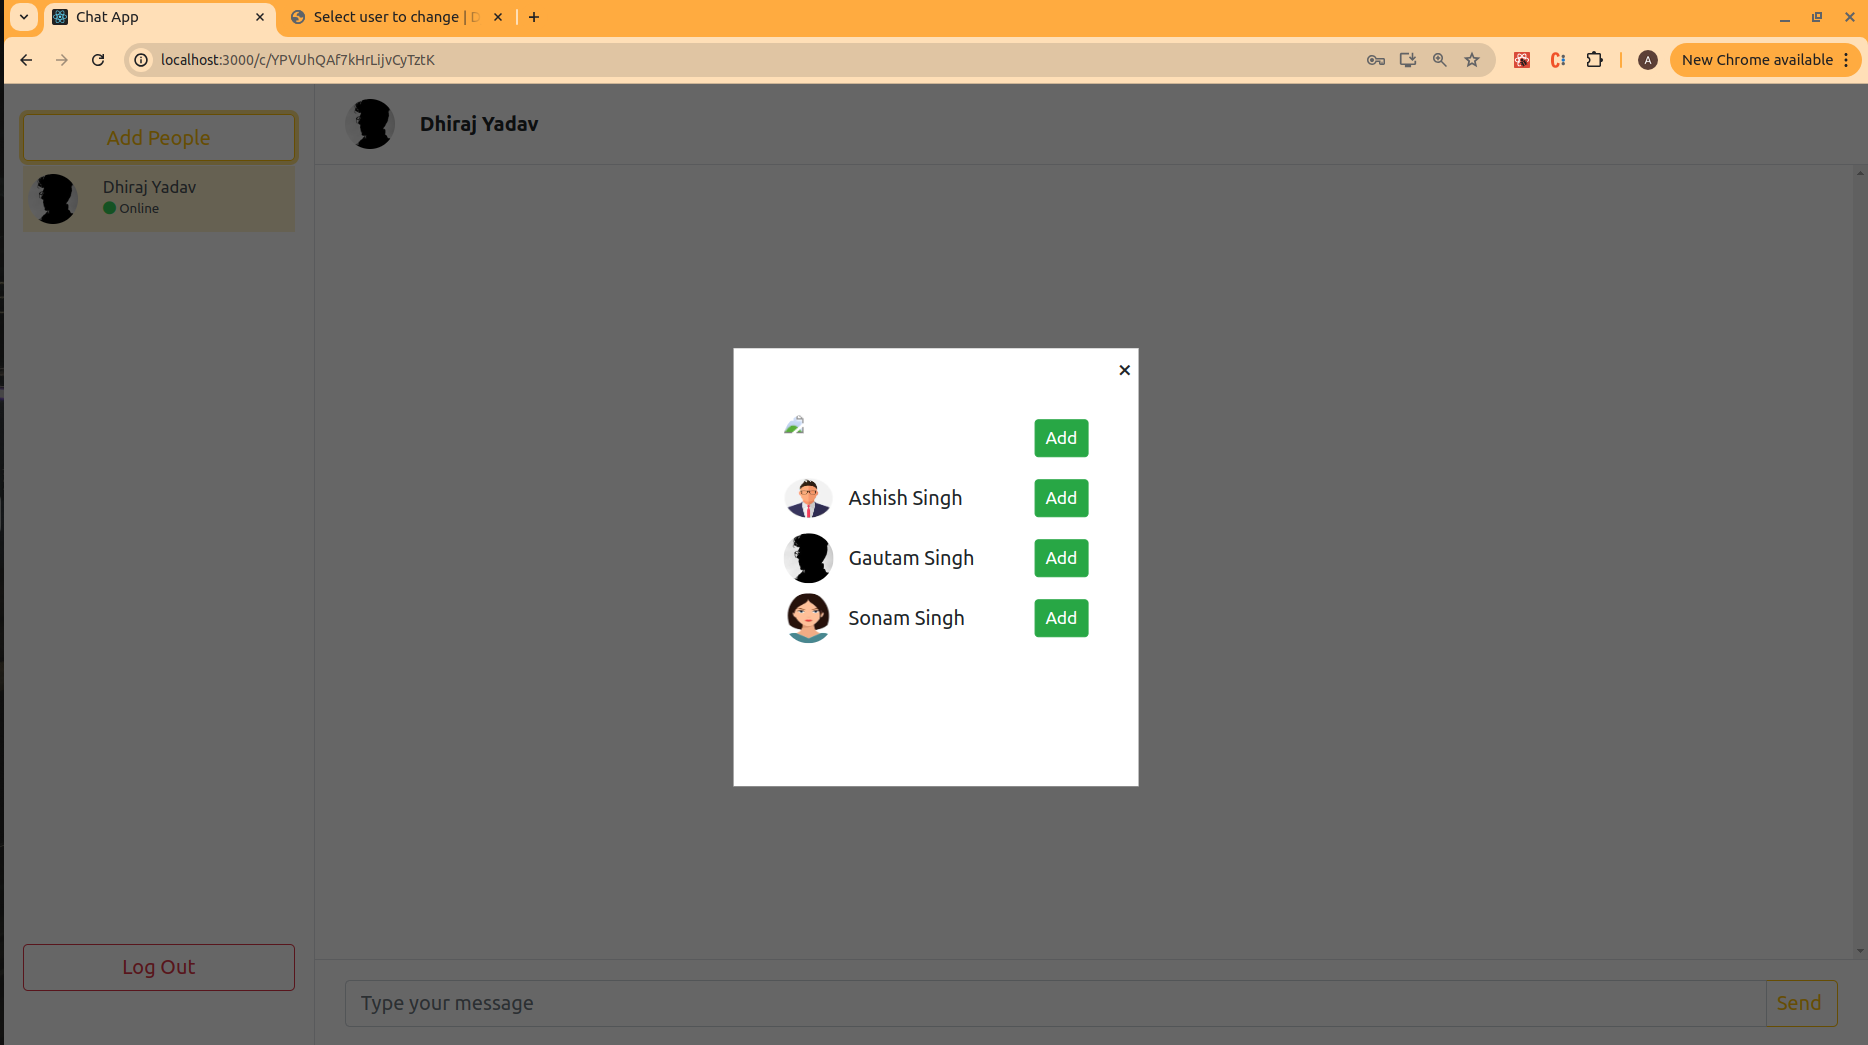 Chat App
Select user to change | D
localhost:3000/c/YPVUhQAf7kHrLijvCyTztK
A
New Chrome available
Add People
Dhiraj Yadav
Online
Dhiraj Yadav
Add
Ashish Singh
Add
Gautam Singh
Add
Sonam Singh
Add
Log Out
Type your message
Send